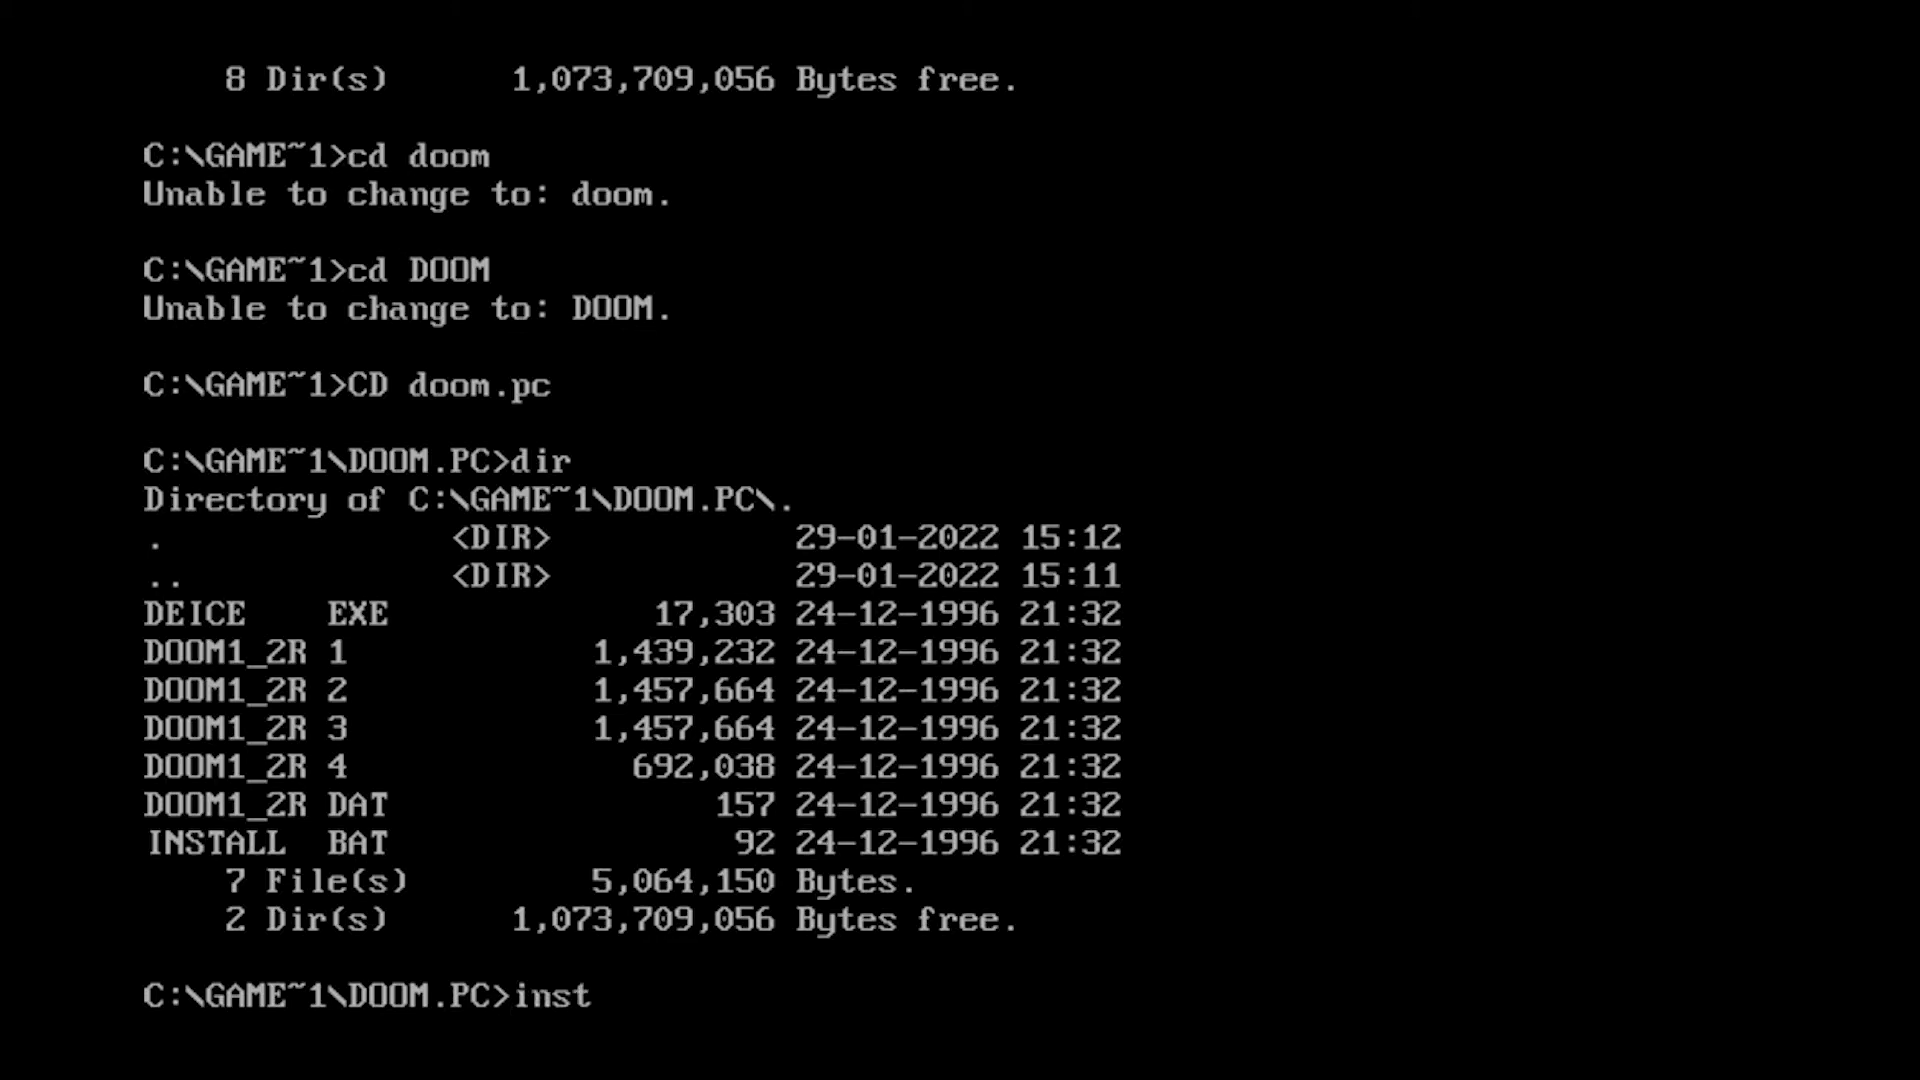 8 Dir(s) 1,073,709,056 Bytes free.
C:\GAME~1>cd doom
Unable to change to: doom.
C:\GAME~1>cd DOOM
Unable to change to: DOOM.
C:\GAME~1>CD doom.pc
C:\GAME~1\DOOM.PC>dir
Directory of C:\GAME~1\DOOM.PC\.
. <DIR> 29-01-2022 15:12
.. <DIR> 29-01-2022 15:11
DEICE EXE 17,303 24-12-1996 21:32
DOOM1_2R 1 1,439,232 24-12-1996 21:32
DOOM1_2R 2 1,457,664 24-12-1996 21:32
DOOM1_2R 3 1,457,664 24-12-1996 21:32
DOOM1_2R 4 692,038 24-12-1996 21:32
DOOM1_2R DAT 157 24-12-1996 21:32
INSTALL BAT 92 24-12-1996 21:32
7 File(s) 5,064,150 Bytes.
2 Dir(s) 1,073,709,056 Bytes free.
C:\GAME~1\DOOM.PC>inst